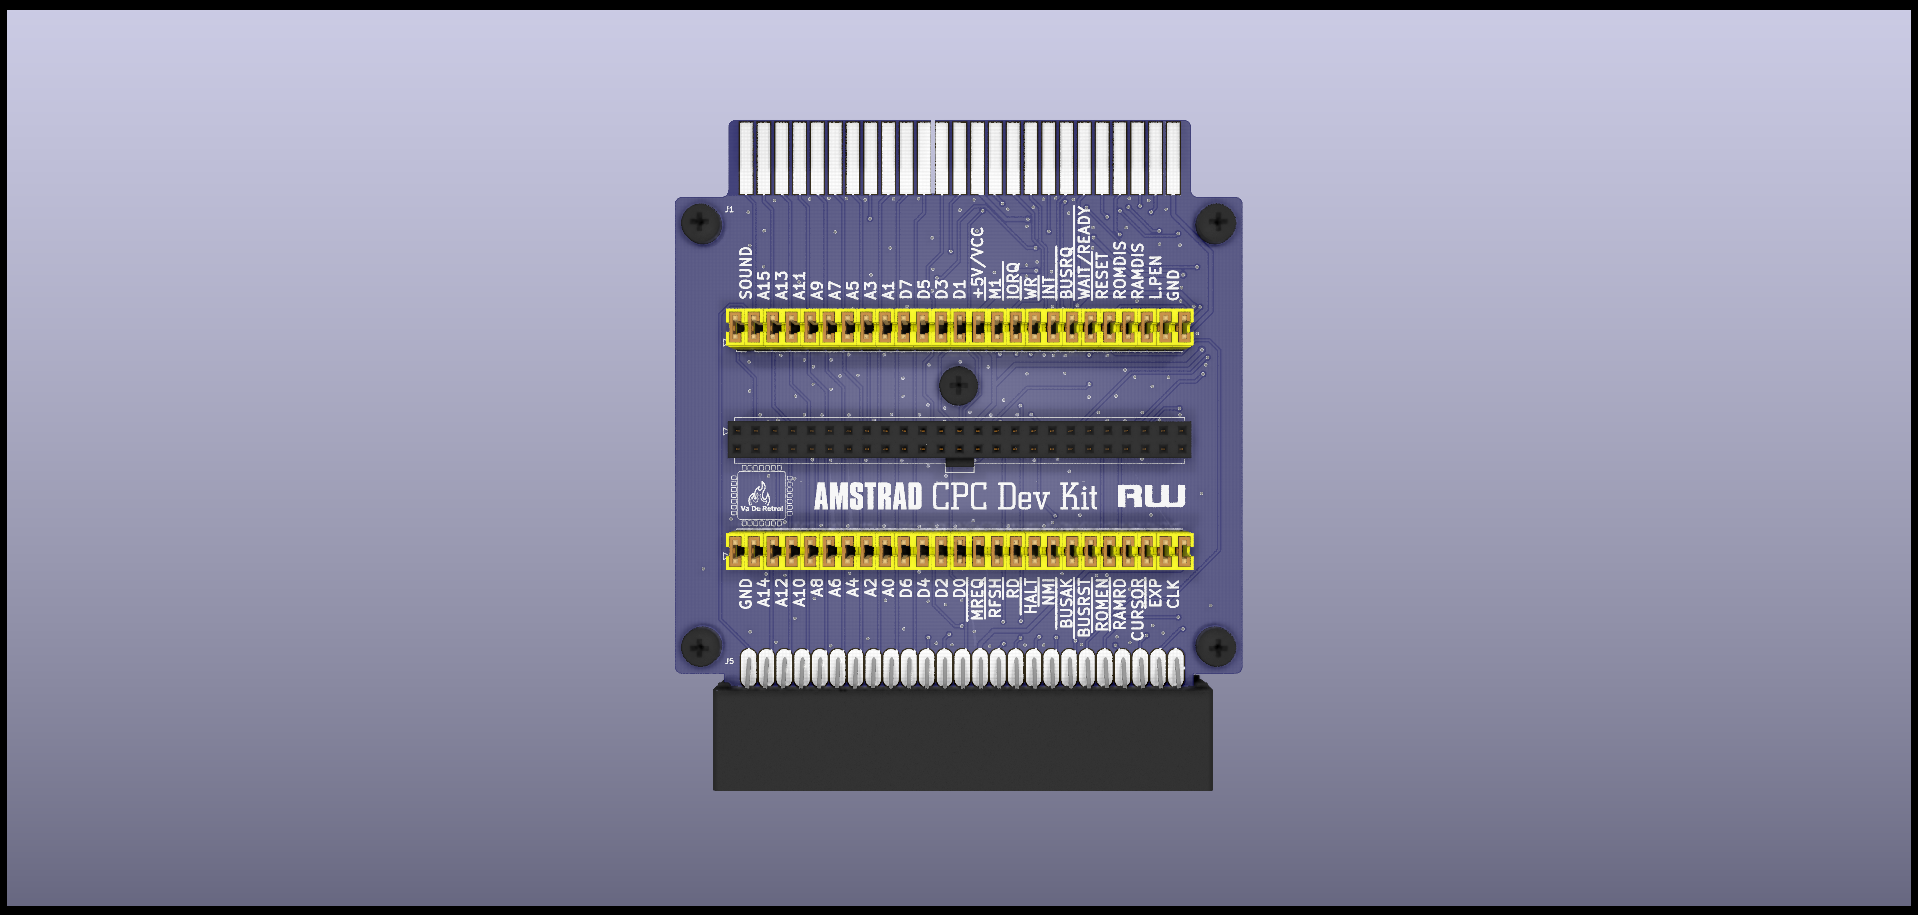 J1
SOUND
A15
A13
A11
A9
A7
A5
A3
A1
D7
D5
D3
D1
+5V/VCC
M1
IORQ
WR
INT
BUSRQ
WAIT/READY
RESET
ROMDIS
RAMDIS
L.PEN
GND
Va De Retro!
AMSTRAD CPC Dev Kit RW
GND
A14
A12
A10
A8
A6
A4
A2
A0
D6
D4
D2
D0
MREQ
RFSH
RD
HALT
NMI
BUSAK
BUSRST
ROMEN
RAMRD
CURSOR
EXP
CLK
J5